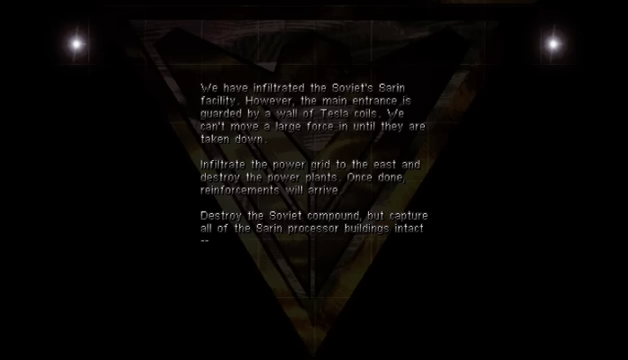 We have infiltrated the Soviet's Sarin
facility. However, the main entrance is
guarded by a wall of Tesla coils. We
can't move a large force in until they are
taken down.
Infiltrate the power grid to the east and
destroy the power plants. Once done,
reinforcements will arrive.
Destroy the Soviet compound, but capture
all of the Sarin processor buildings intact
--